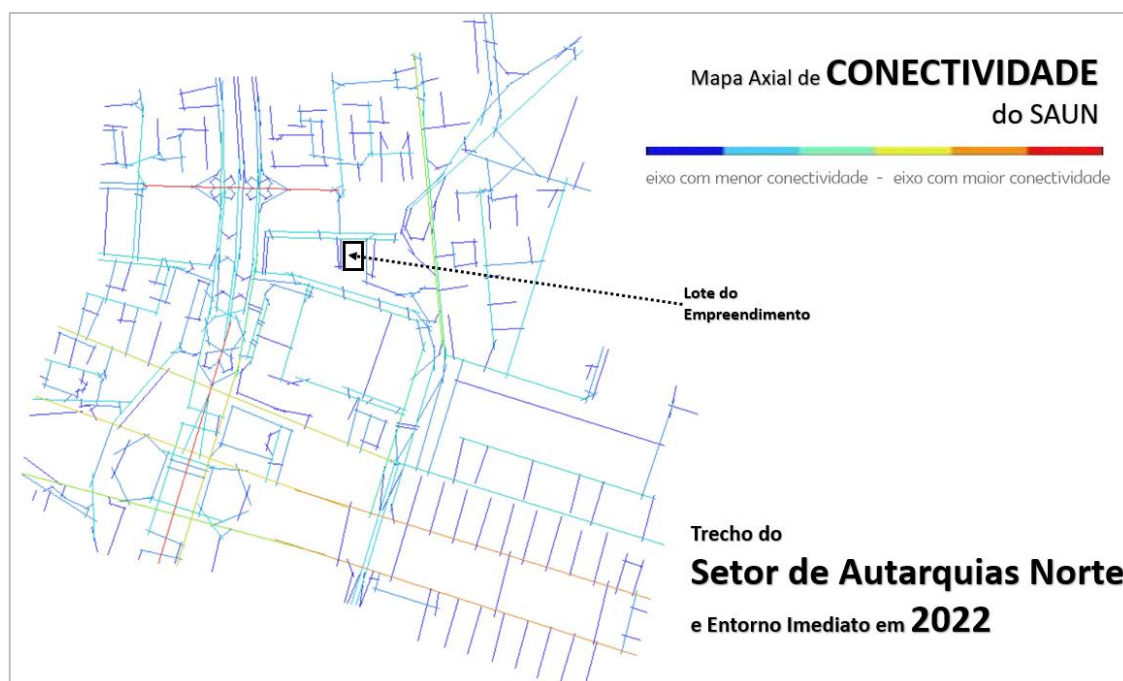 Mapa Axial de CONECTIVIDADE
do SAUN
eixo com menor conectividade - eixo com maior conectividade
Lote do
Empreendimento
Trecho do
Setor de Autarquias Norte
e Entorno Imediato em 2022